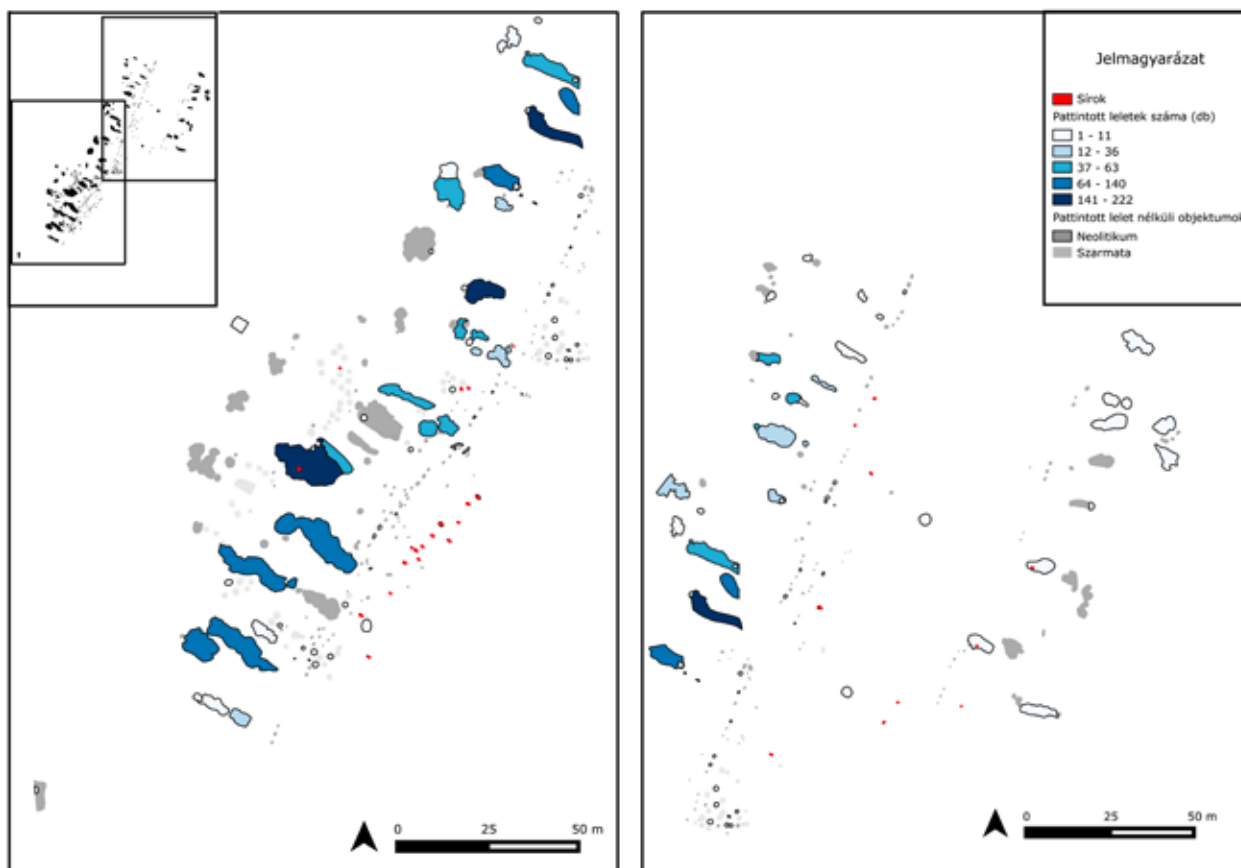 1
0 25 50 m
Jelmagyarázat
Sírok
Pattintott leletek száma (db)
1 - 11
12 - 36
37 - 63
64 - 140
141 - 222
Pattintott lelet nélküli objektumok
Neolitikum
Szarmata
0 25 50 m